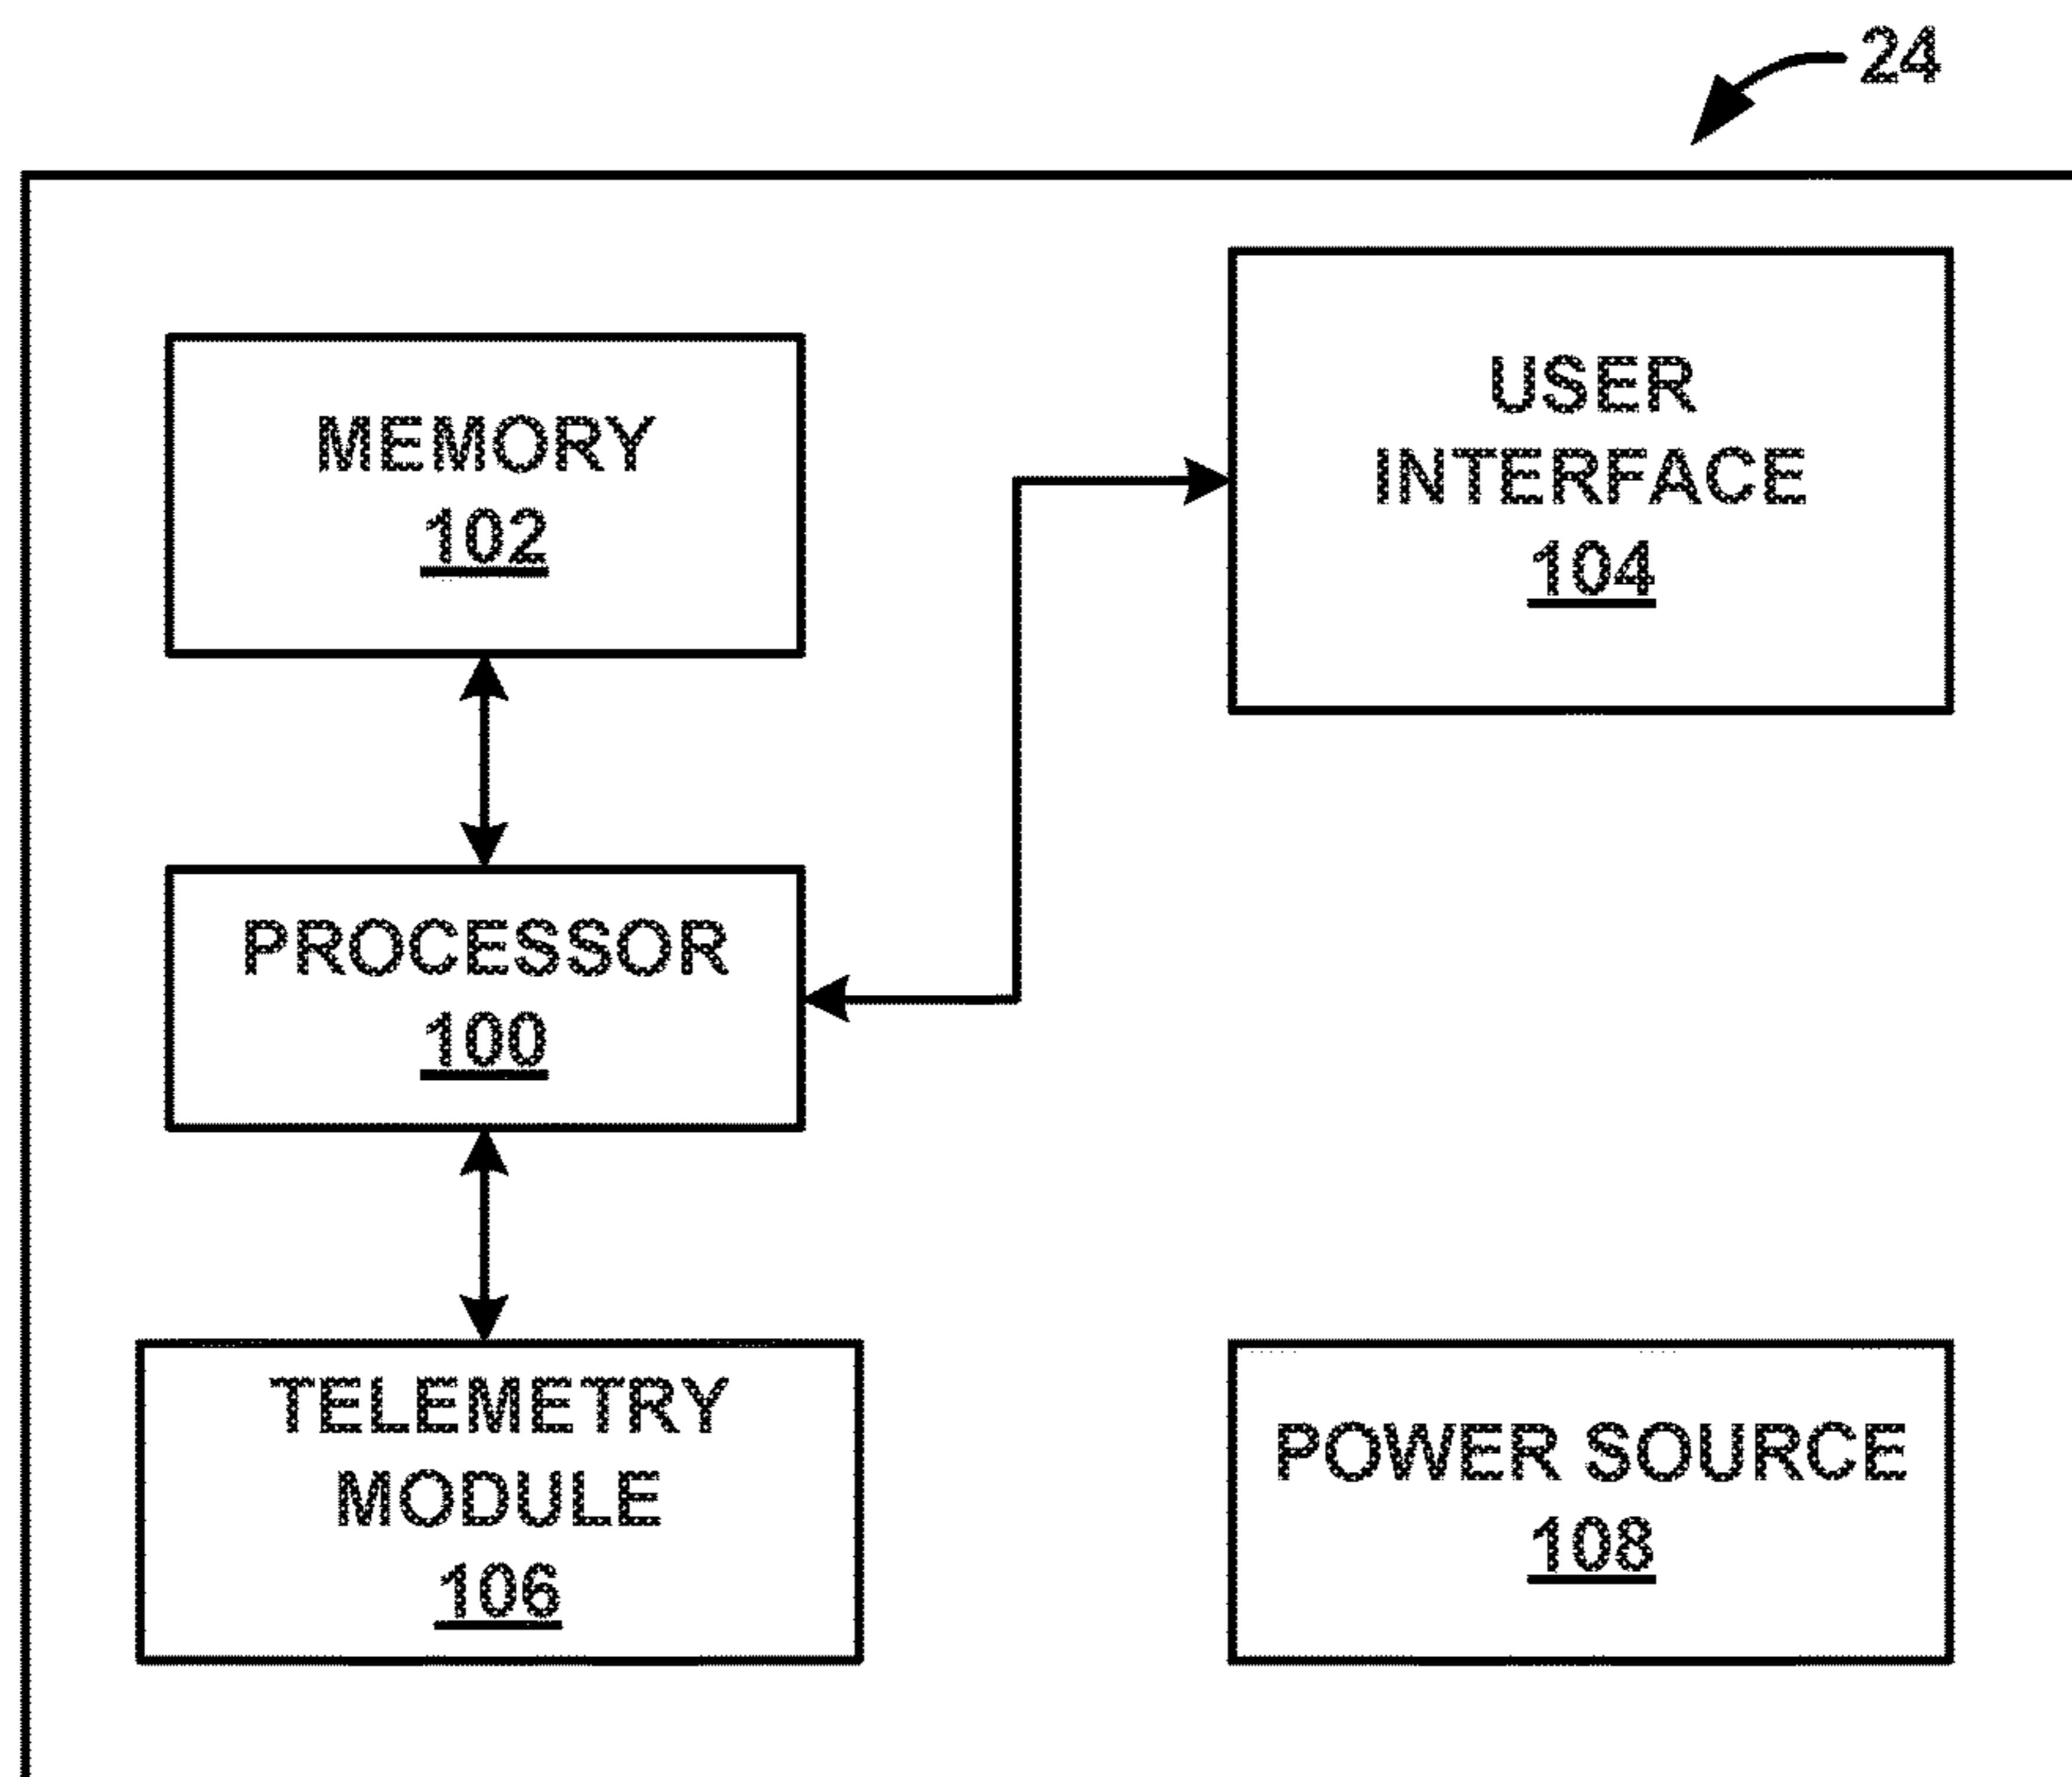 24
MEMORY
102
USER
INTERFACE
104
PROCESSOR
100
TELEMETRY
MODULE
106
POWER SOURCE
108